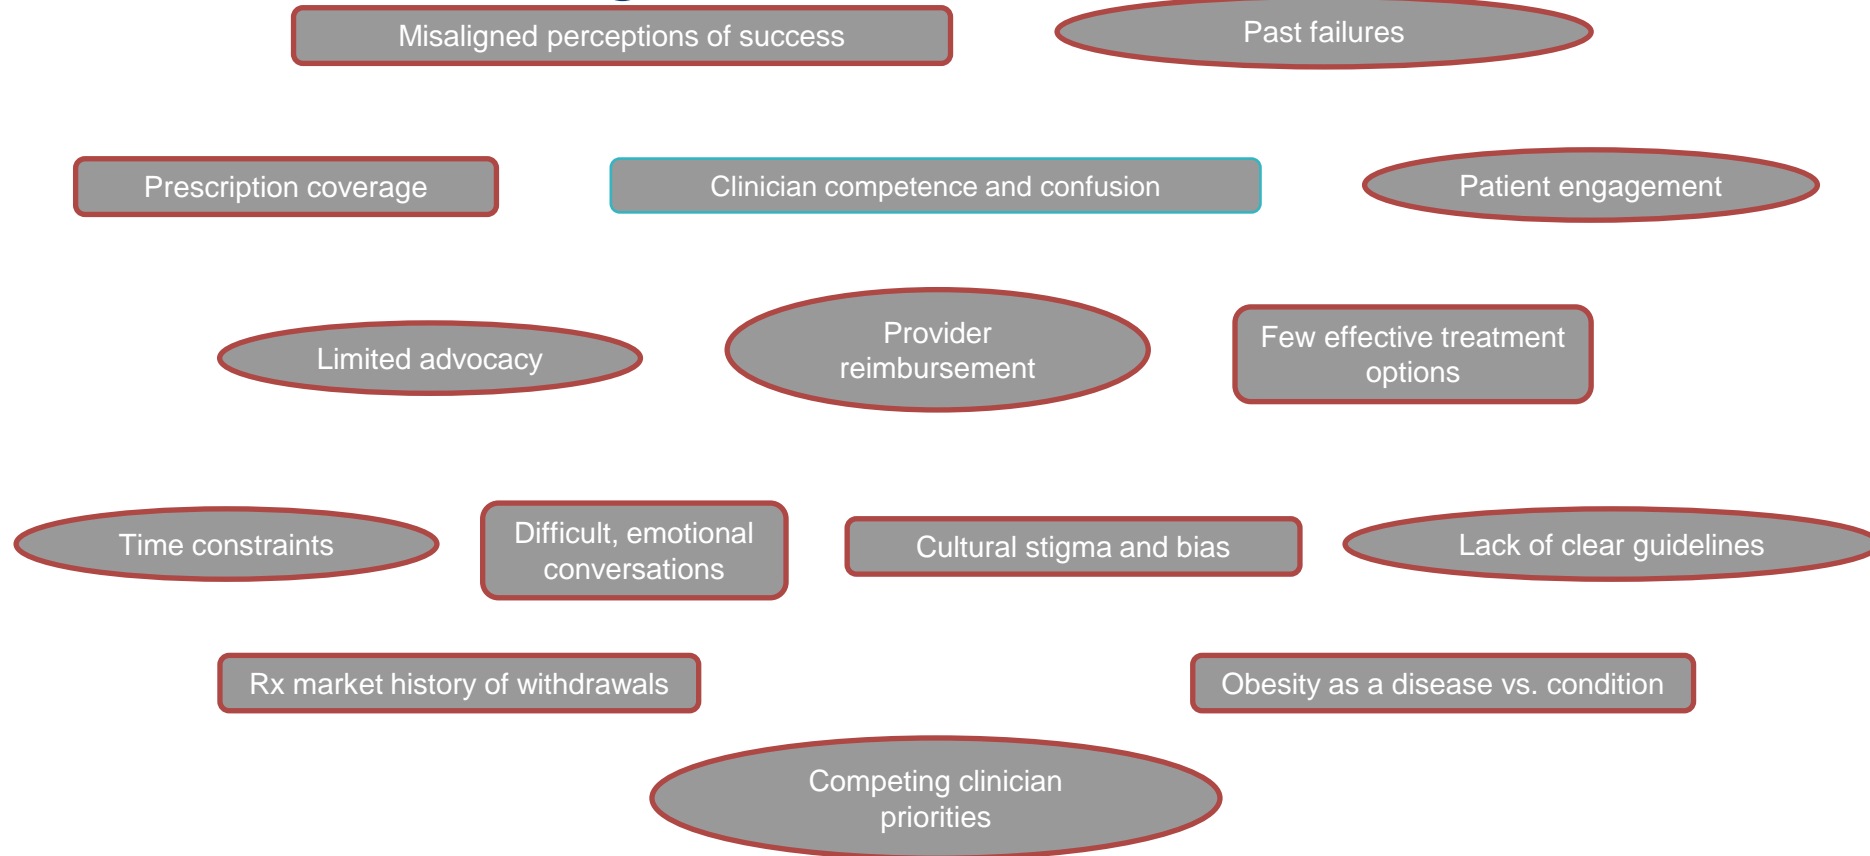 Misaligned perceptions of success
Past failures
Prescription coverage
Clinician competence and confusion
Patient engagement
Limited advocacy
Provider
reimbursement
Few effective treatment
options
Time constraints
Difficult, emotional
conversations
Cultural stigma and bias
Lack of clear guidelines
Rx market history of withdrawals
Obesity as a disease vs. condition
Competing clinician
priorities